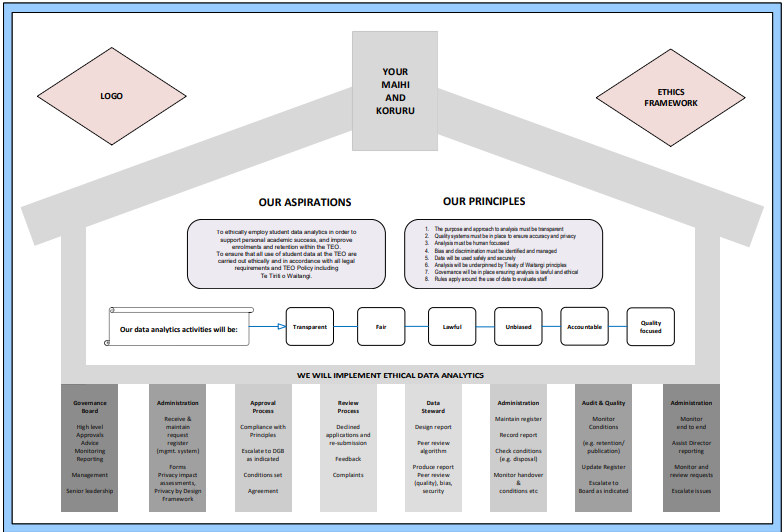 YOUR
MAIHI
AND
KORURU
LOGO
ETHICS
FRAMEWORK
OUR ASPIRATIONS
To ethically employ student data analytics in order to
support personal academic success, and improve
enrolments and retention within the TEO.
To ensure that all use of student data at the TEO are
carried out ethically and in accordance with all legal
requirements and TEO Policy including
Te Tiriti o Waitangi.
OUR PRINCIPLES
1. The purpose and approach to analysis must be transparent
2. Quality systems must be in place to ensure accuracy and privacy
3. Analysis must be human focussed
4. Bias and discrimination must be identified and managed
5. Data will be used safely and securely
6. Analysis will be underpinned by Treaty of Waitangi principles
7. Governance will be in place ensuring analysis is lawful and ethical
8. Rules apply around the use of data to evaluate staff
Our data analytics activities will be:
Transparent
Fair
Lawful
Unbiased
Accountable
Quality
focused
WE WILL IMPLEMENT ETHICAL DATA ANALYTICS
Governance
Board
High level
Approvals
Advice
Monitoring
Reporting
Management
Senior leadership
Administration
Receive &
maintain
request
register
(mgmt. system)
Forms
Privacy impact
assessments,
Privacy by Design
Framework
Approval
Process
Compliance with
Principles
Escalate to DGB
as indicated
Conditions set
Agreement
Review
Process
Declined
applications and
re-submission
Feedback
Complaints
Data
Steward
Design report
Peer review
algorithm
Produce report
Peer review
(quality), bias,
security
Administration
Maintain register
Record report
Check conditions
(e.g. disposal)
Monitor handover
&
conditions etc
Audit & Quality
Monitor
Conditions
(e.g. retention/
publication)
Update Register
Escalate to
Board as indicated
Administration
Monitor
end to end
Assist Director
reporting
Monitor and
review requests
Escalate issues